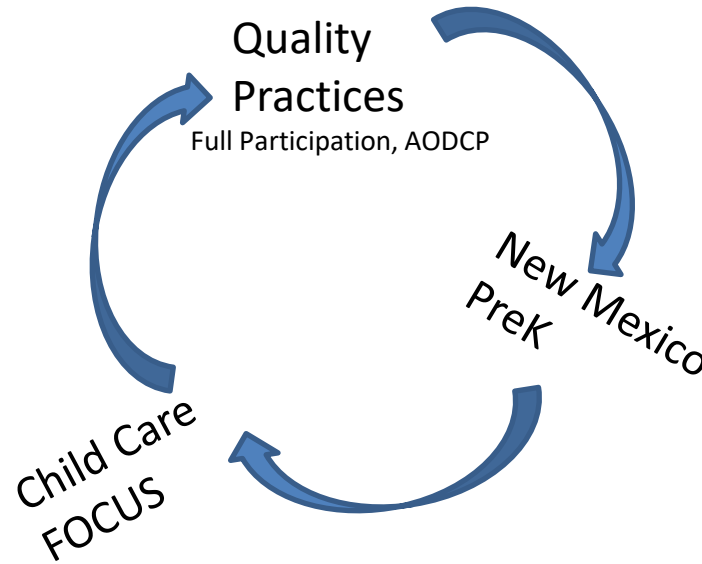 Quality
Practices
Full Participation, AODCP
New Mexico
PreK
Child Care
FOCUS